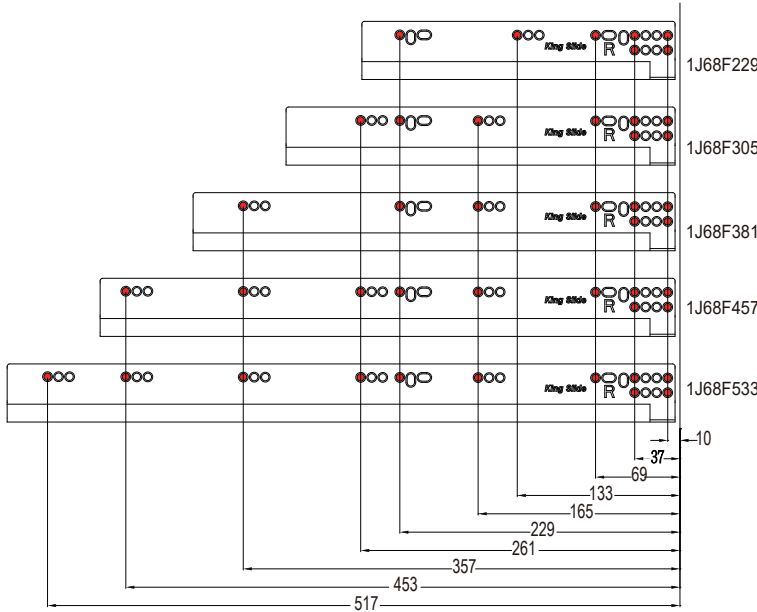 King Slide
R
1J68F229
King Slide
R
1J68F305
King Slide
R
1J68F381
King Slide
R
1J68F457
King Slide
R
1J68F533
10
37
69
133
165
229
261
357
453
517